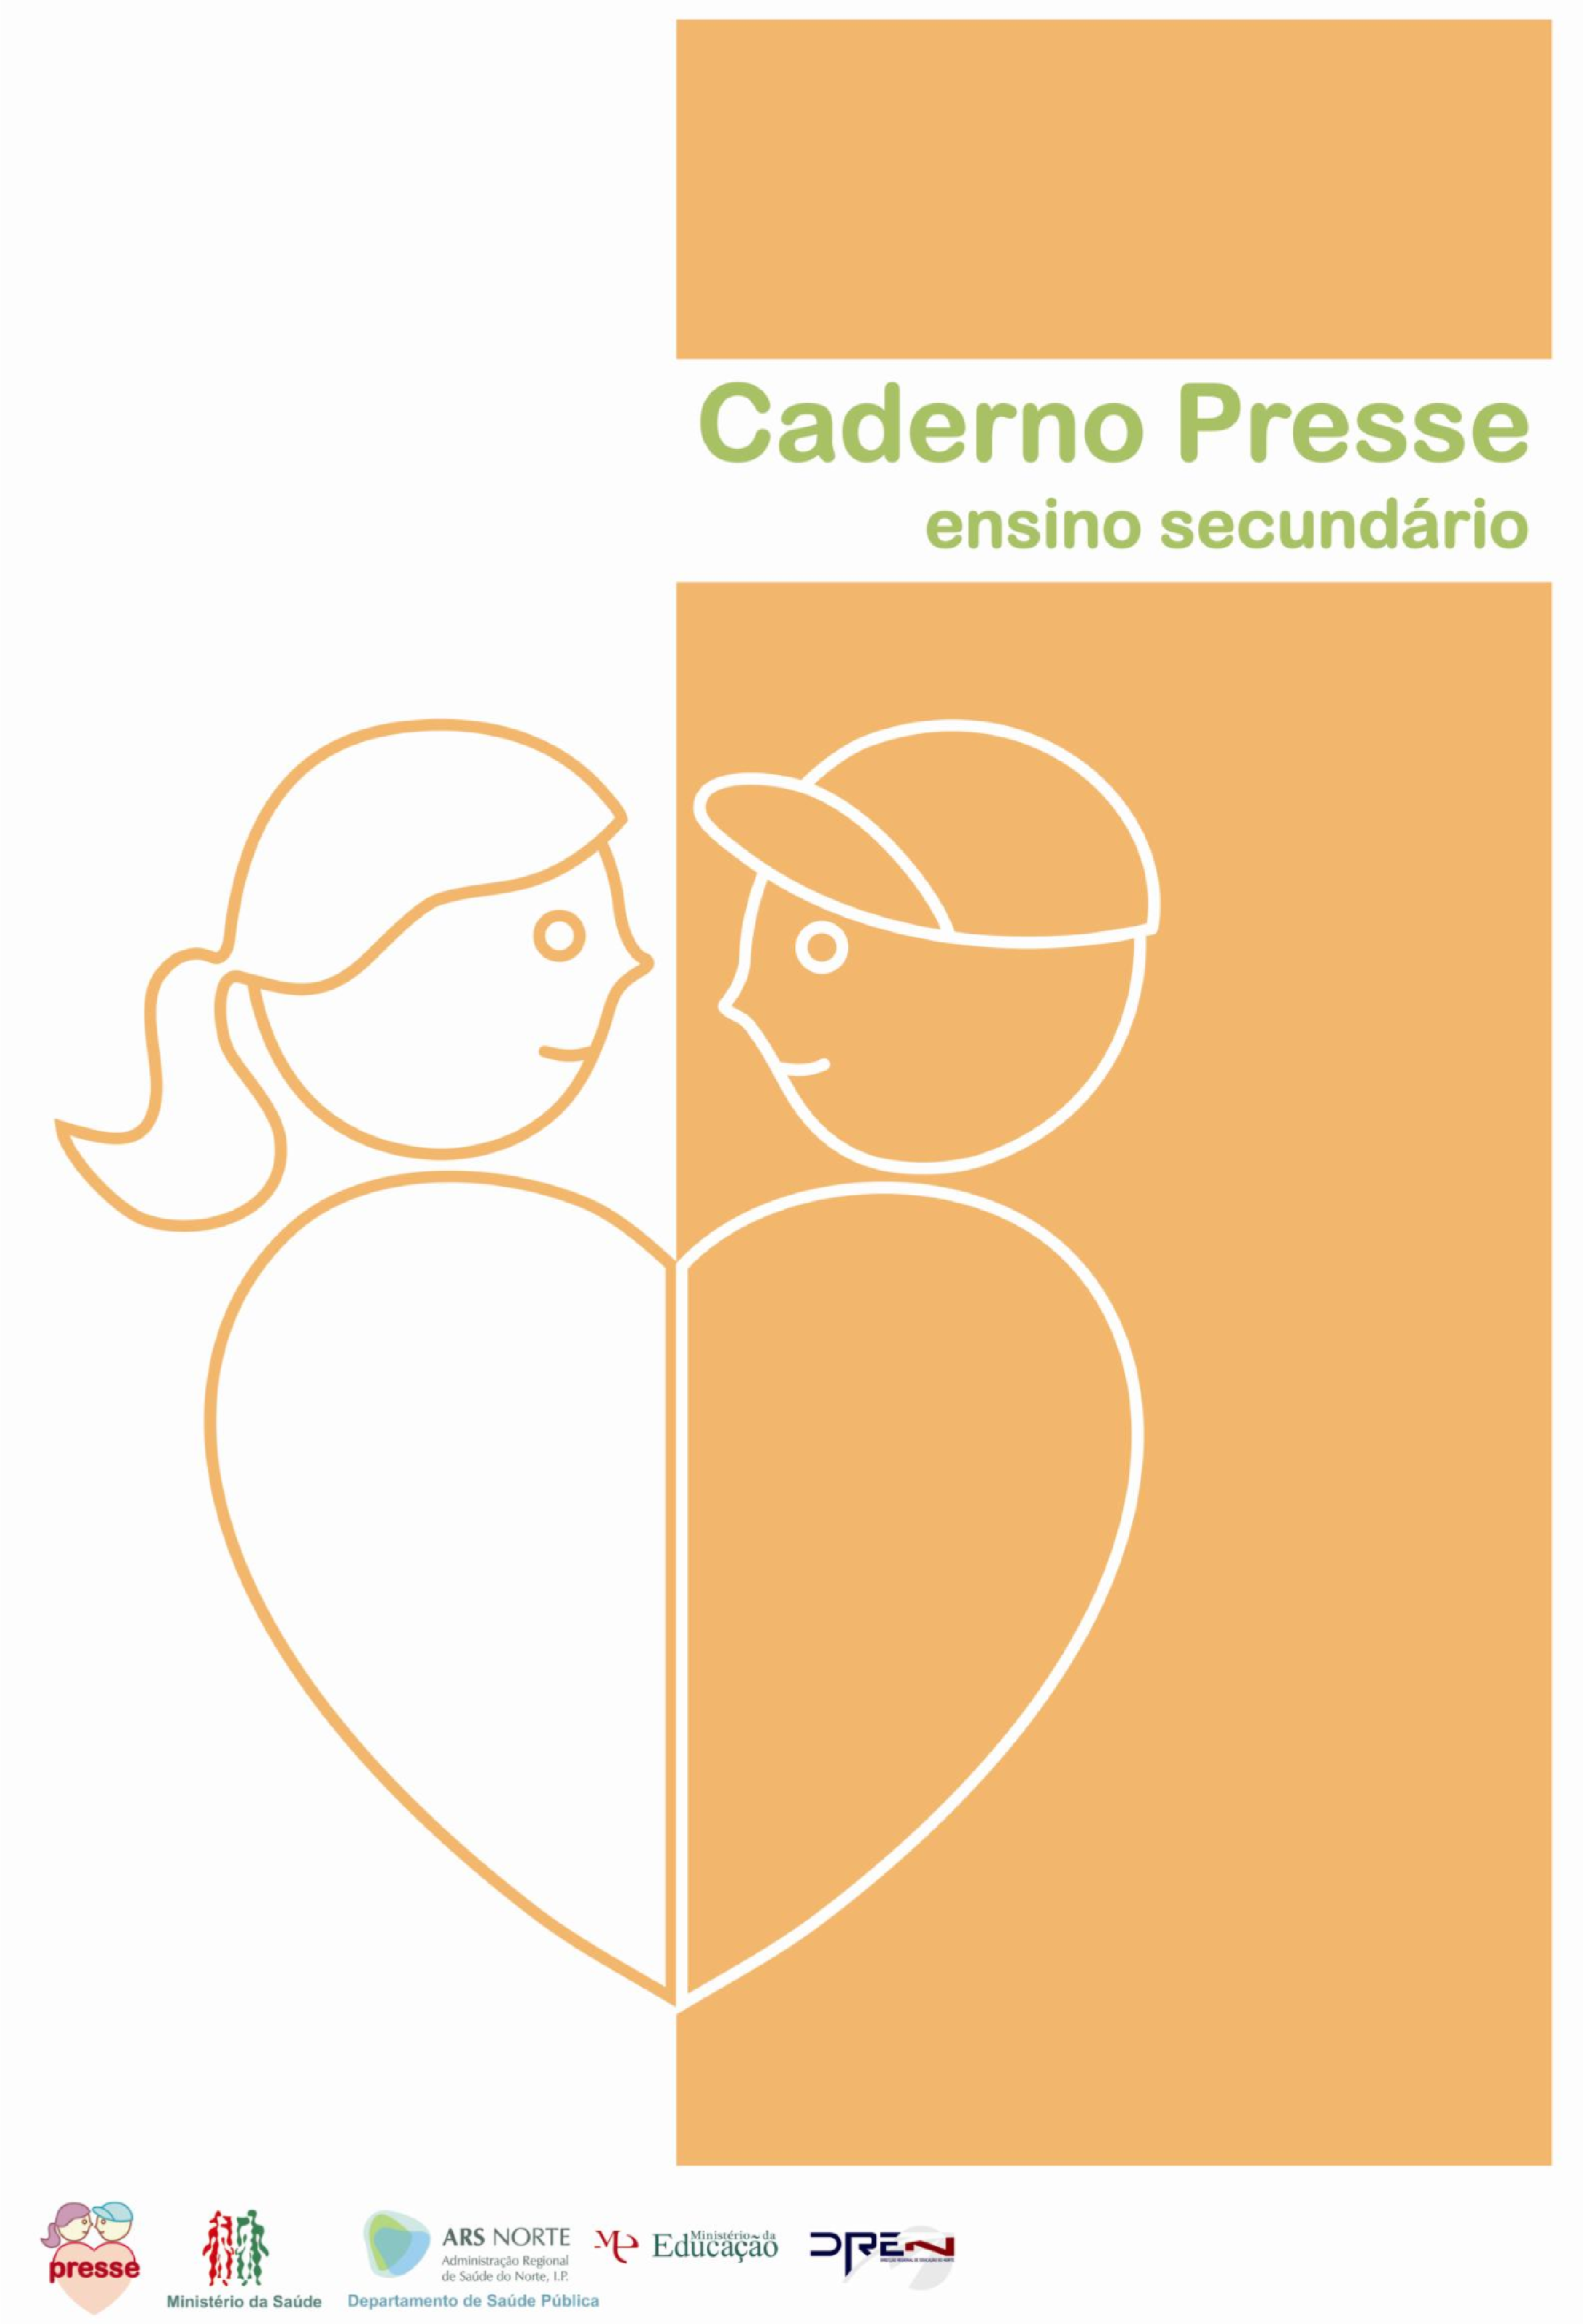 Caderno Presse
ensino secundário
presse
Ministério da Saúde
ARS NORTE
Administração Regional
de Saúde do Norte, I.P.
Departamento de Saúde Pública
Ministério da
Educação
DREN